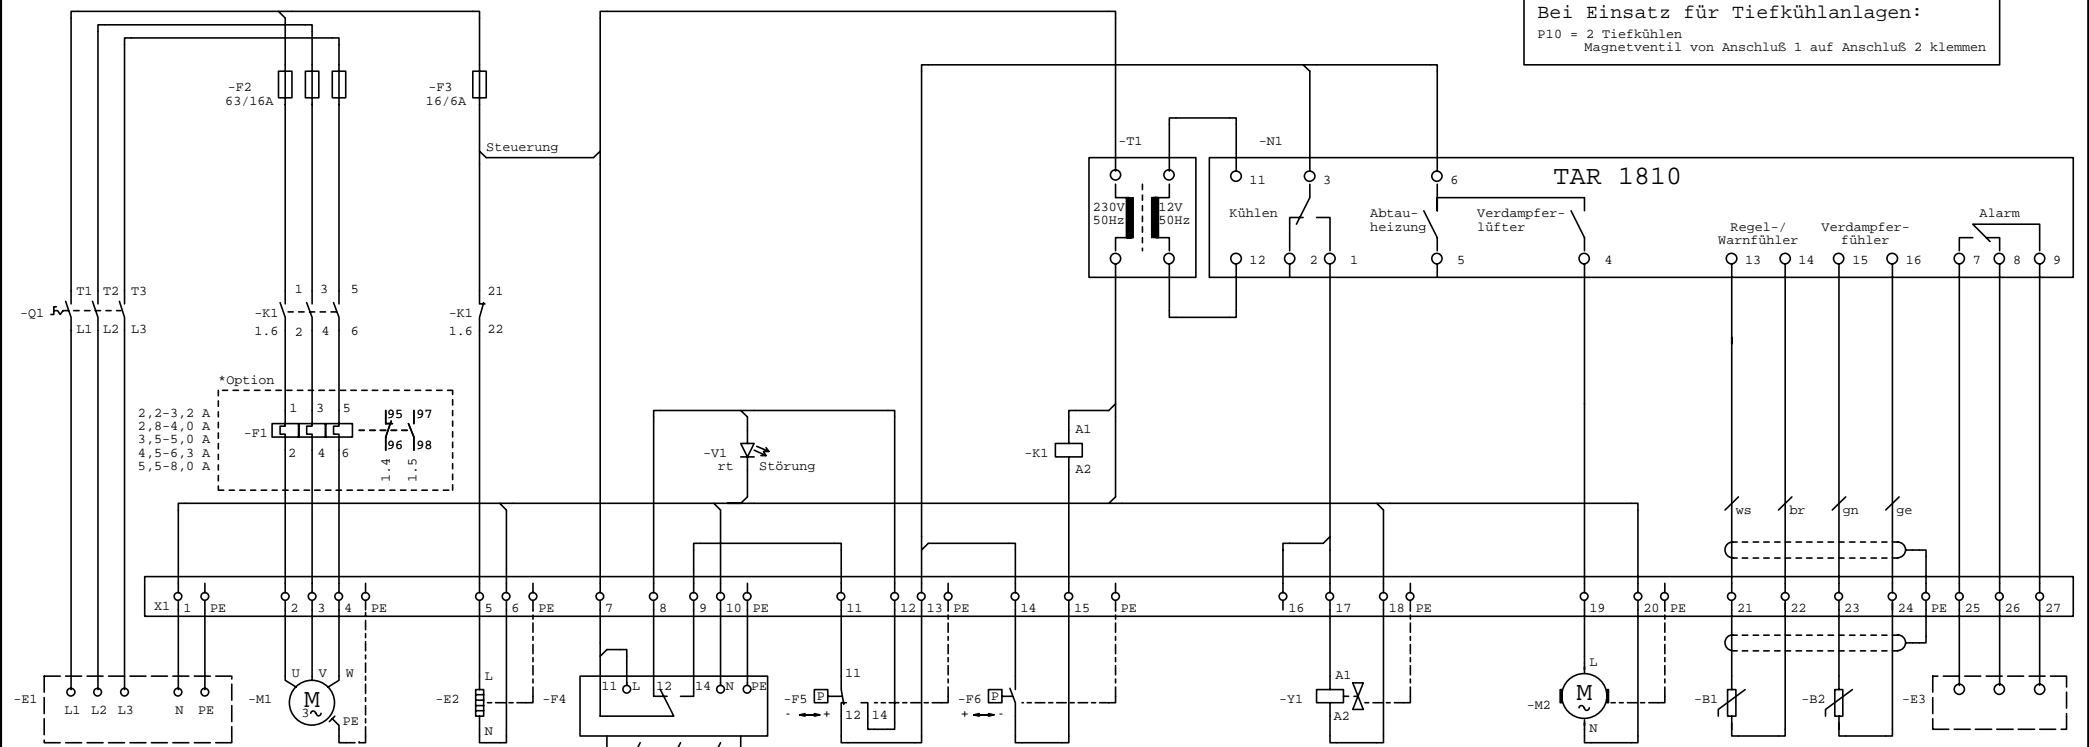 Bei Einsatz für Tiefkühlanlagen:
P10 = 2 Tiefkühlen
Magnetventil von Anschluß 1 auf Anschluß 2 klemmen
-F2
63/16A
-F3
16/6A
Steuerung
-T1
-N1
TAR 1810
11 3 6
230V
50Hz
12V
50Hz
Kühlen
Abtau-
heizung
Verdampfer-
lüfter
Regel-/
Warnfühler
Verdampfer-
fühler
Alarm
12 2 1 5 4 13 14 15 16 7 8 9
-Q1
T1 T2 T3
L1 L2 L3
-K1
1.6
1 3 5
2 4 6
-K1
1.6
21
22
*Option
2,2-3,2 A
2,8-4,0 A
3,5-5,0 A
4,5-6,3 A
5,5-8,0 A
-F1
1 3 5
2 4 6
95 97
96 98
1.4
1.5
-V1
rt
Störung
-K1
A1
A2
ws br gn ge
X1 1 PE 2 3 4 PE 5 6 PE 7 8 9 10 PE 11 12 13 PE 14 15 PE 16 17 18 PE 19 20 PE 21 22 23 24 PE 25 26 27
-E1
L1 L2 L3 N PE
-M1
U V W
M
3~
PE
-E2
L
N
-F4
11 L 12 14 N PE
-F5
P
- +
11
12 14
-F6
P
+ -
-Y1
A1
A2
-M2
L
M
~
N
-B1
-B2
-E3